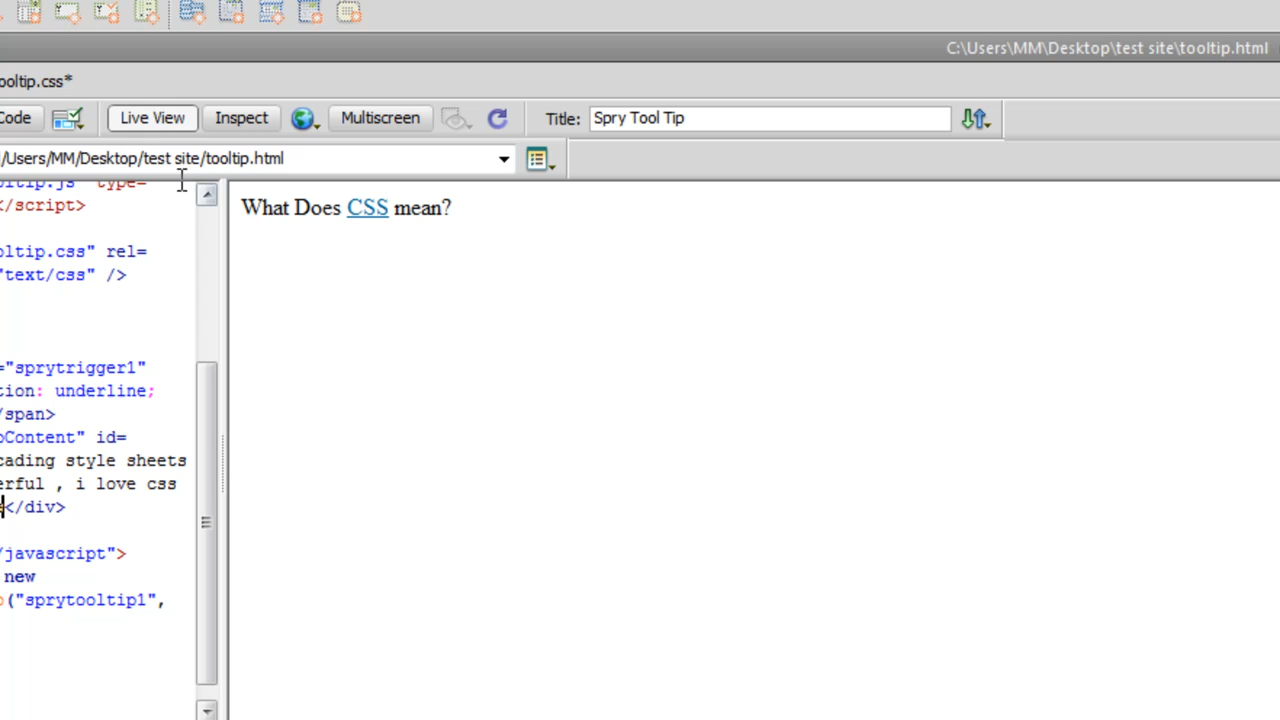 C:\Users\MM\Desktop\test site\tooltip.html
ooltip.css*
Code
Live View
Inspect
Multiscreen
Title:
Spry Tool Tip
/Users/MM/Desktop/test site/tooltip.html
oltip.js" type=
</script>
oltip.css" rel=
"text/css" />
="sprytrigger1"
tion: underline;
/span>
oContent" id=
cading style sheets
erful , i love css
</div>
/javascript">
new
("sprytooltip1",
What Does CSS mean?